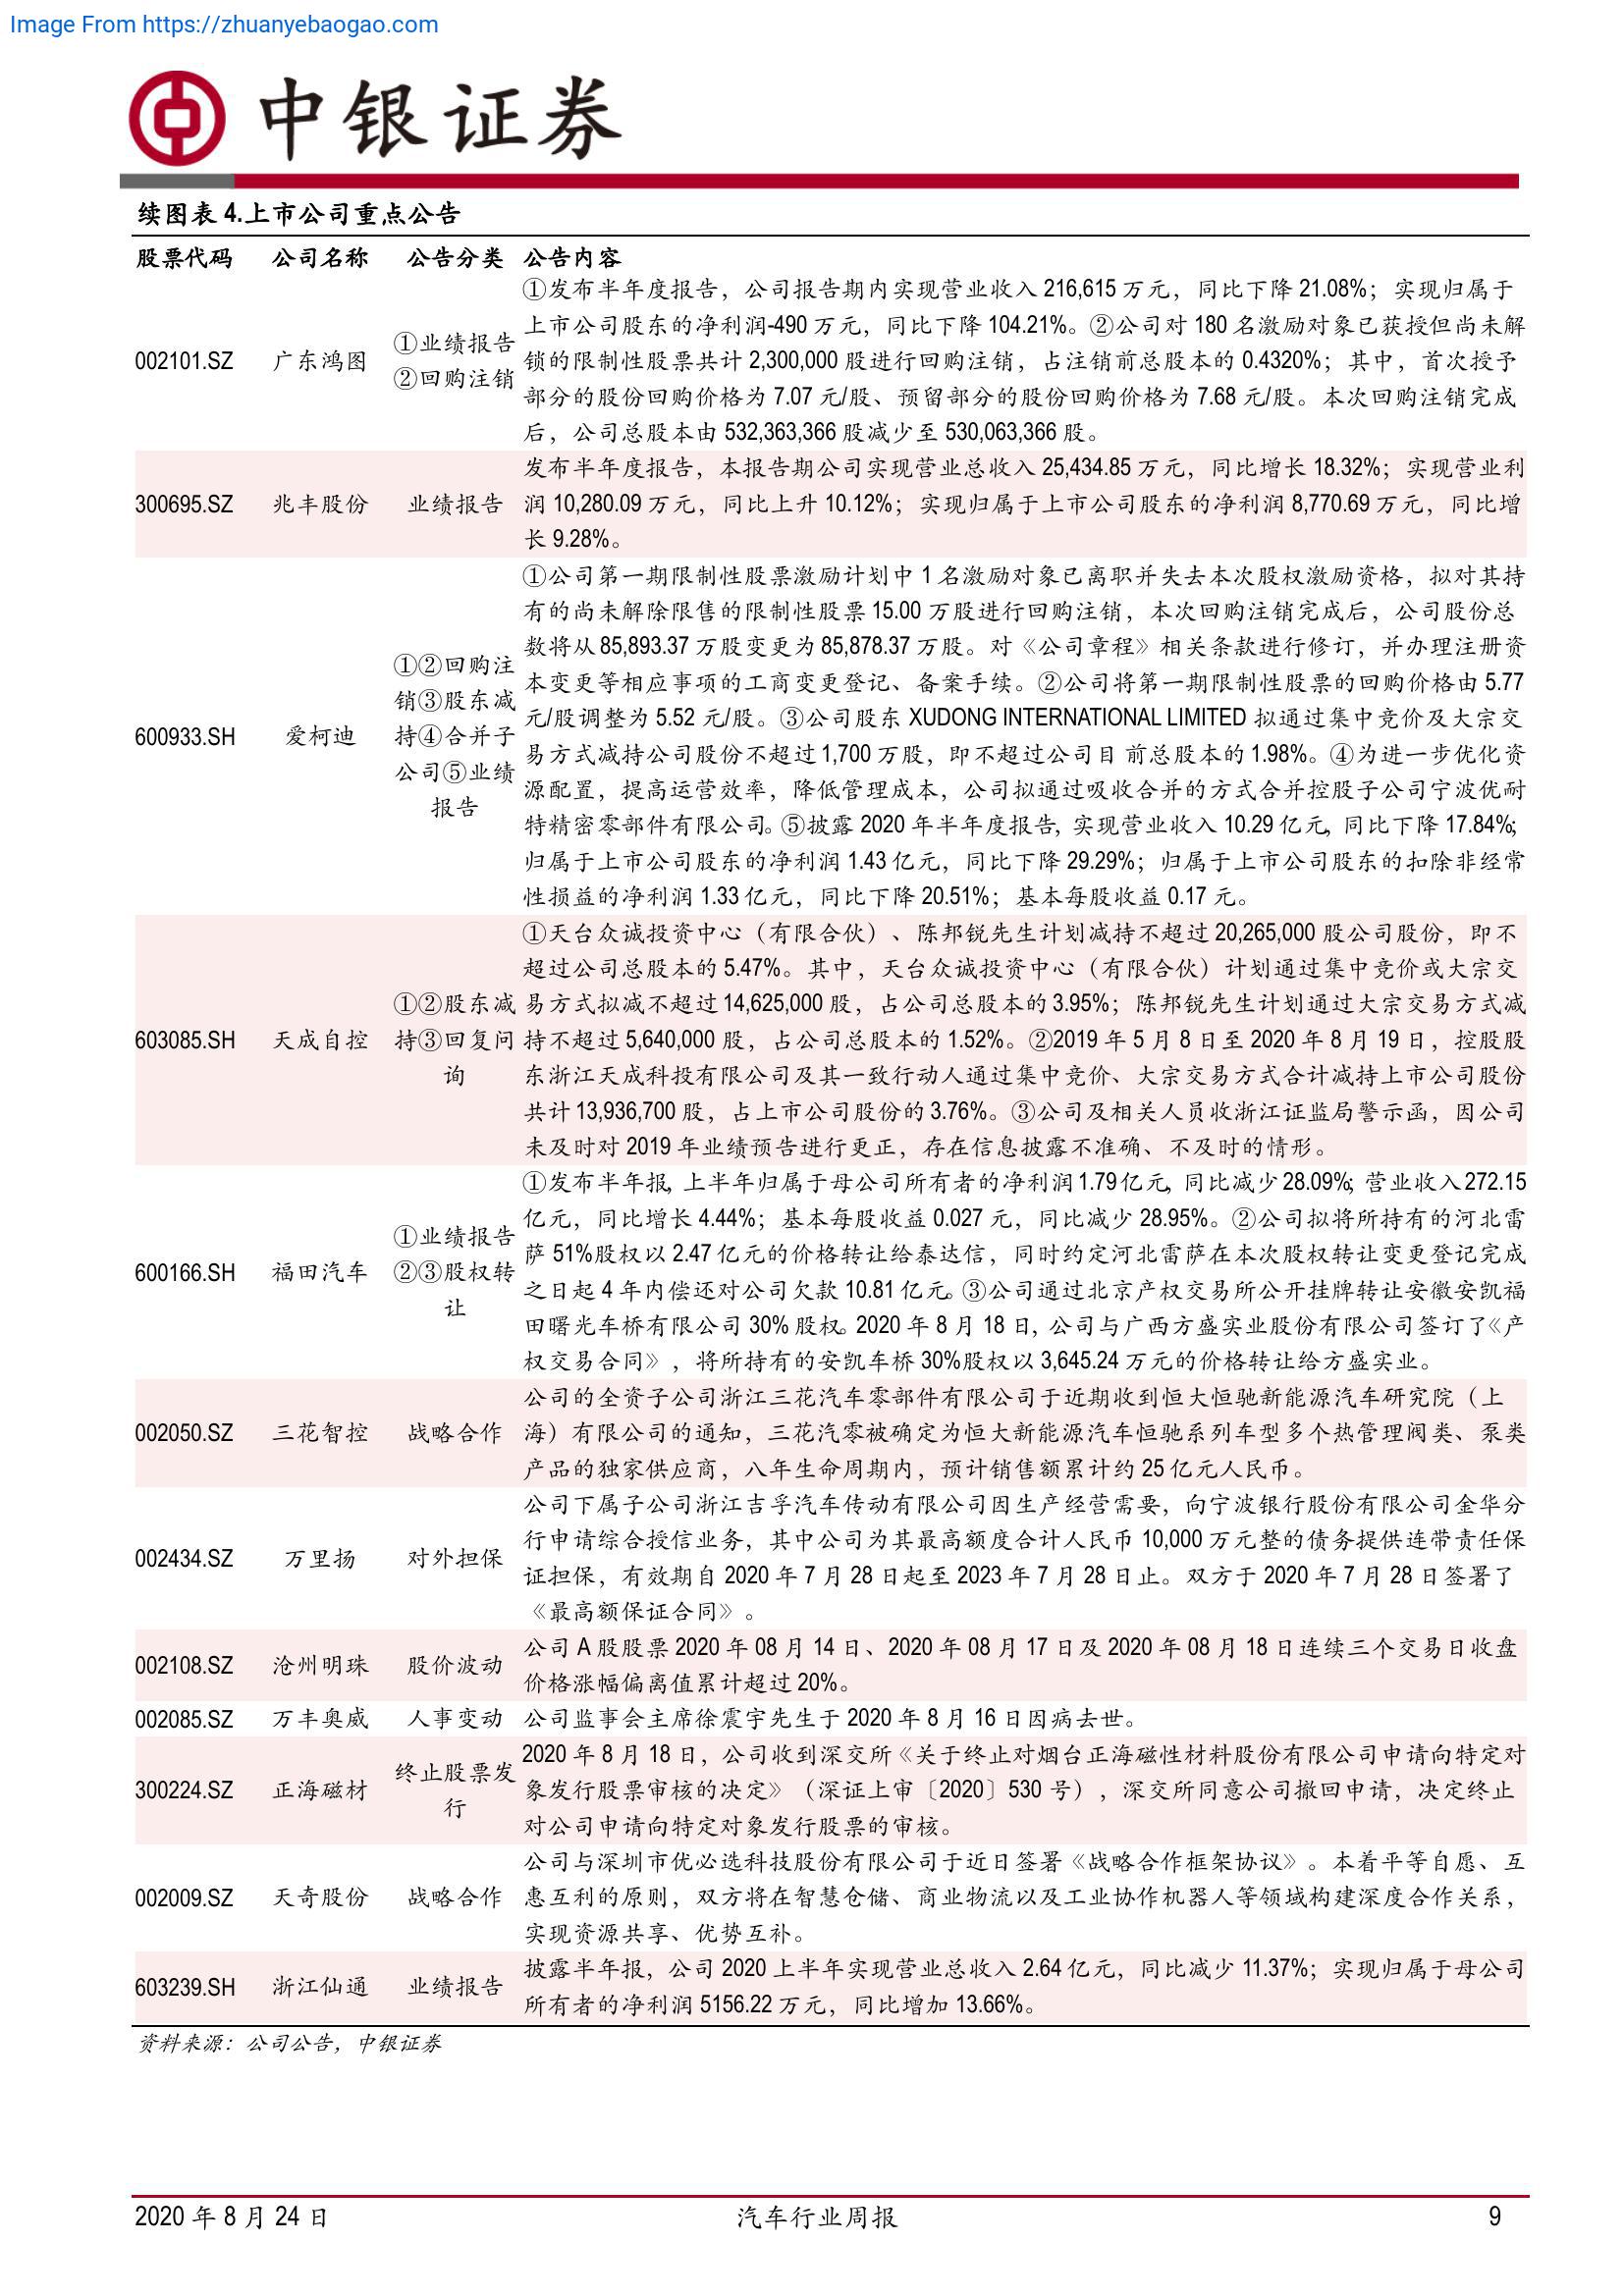 Image From https://zhuanyebaogao.com
中银证券
续图表 4.上市公司重点公告
股票代码 公司名称 公告分类 公告内容
002101.SZ 广东鸿图
①业绩报告
②回购注销
①发布半年度报告，公司报告期内实现营业收入 216,615 万元，同比下降 21.08%；实现归属于
上市公司股东的净利润-490 万元，同比下降 104.21%。②公司对 180 名激励对象已获授但尚未解
锁的限制性股票共计 2,300,000 股进行回购注销，占注销前总股本的 0.4320%；其中，首次授予
部分的股份回购价格为 7.07 元/股、预留部分的股份回购价格为 7.68 元/股。本次回购注销完成
后，公司总股本由 532,363,366 股减少至 530,063,366 股。
300695.SZ 兆丰股份 业绩报告
发布半年度报告，本报告期公司实现营业总收入 25,434.85 万元，同比增长 18.32%；实现营业利
润 10,280.09 万元，同比上升 10.12%；实现归属于上市公司股东的净利润 8,770.69 万元，同比增
长 9.28%。
600933.SH 爱柯迪
①②回购注
销③股东减
持④合并子
公司⑤业绩
报告
①公司第一期限制性股票激励计划中 1 名激励对象已离职并失去本次股权激励资格，拟对其持
有的尚未解除限售的限制性股票 15.00 万股进行回购注销，本次回购注销完成后，公司股份总
数将从 85,893.37 万股变更为 85,878.37 万股。对《公司章程》相关条款进行修订，并办理注册资
本变更等相应事项的工商变更登记、备案手续。②公司将第一期限制性股票的回购价格由 5.77
元/股调整为 5.52 元/股。③公司股东 XUDONG INTERNATIONAL LIMITED 拟通过集中竞价及大宗交
易方式减持公司股份不超过 1,700 万股，即不超过公司目前总股本的 1.98%。④为进一步优化资
源配置，提高运营效率，降低管理成本，公司拟通过吸收合并的方式合并控股子公司宁波优耐
特精密零部件有限公司。⑤披露 2020 年半年度报告，实现营业收入 10.29 亿元，同比下降 17.84%；
归属于上市公司股东的净利润 1.43 亿元，同比下降 29.29%；归属于上市公司股东的扣除非经常
性损益的净利润 1.33 亿元，同比下降 20.51%；基本每股收益 0.17 元。
603085.SH 天成自控
①②股东减
持③回复问
询
①天台众诚投资中心（有限合伙）、陈邦锐先生计划减持不超过 20,265,000 股公司股份，即不
超过公司总股本的 5.47%。其中，天台众诚投资中心（有限合伙）计划通过集中竞价或大宗交
易方式拟减不超过 14,625,000 股，占公司总股本的 3.95%；陈邦锐先生计划通过大宗交易方式减
持不超过 5,640,000 股，占公司总股本的 1.52%。②2019 年 5 月 8 日至 2020 年 8 月 19 日，控股股
东浙江天成科投有限公司及其一致行动人通过集中竞价、大宗交易方式合计减持上市公司股份
共计 13,936,700 股，占上市公司股份的 3.76%。③公司及相关人员收浙江证监局警示函，因公司
未及时对 2019 年业绩预告进行更正，存在信息披露不准确、不及时的情形。
600166.SH 福田汽车
①业绩报告
②③股权转
让
①发布半年报，上半年归属于母公司所有者的净利润 1.79 亿元，同比减少 28.09%；营业收入 272.15
亿元，同比增长 4.44%；基本每股收益 0.027 元，同比减少 28.95%。②公司拟将所持有的河北雷
萨 51%股权以 2.47 亿元的价格转让给泰达信，同时约定河北雷萨在本次股权转让变更登记完成
之日起 4 年内偿还对公司欠款 10.81 亿元。③公司通过北京产权交易所公开挂牌转让安徽安凯福
田曙光车桥有限公司 30% 股权。2020 年 8 月 18 日，公司与广西方盛实业股份有限公司签订了《产
权交易合同》，将所持有的安凯车桥 30%股权以 3,645.24 万元的价格转让给方盛实业。
002050.SZ 三花智控 战略合作
公司的全资子公司浙江三花汽车零部件有限公司于近期收到恒大恒驰新能源汽车研究院（上
海）有限公司的通知，三花汽零被确定为恒大新能源汽车恒驰系列车型多个热管理阀类、泵类
产品的独家供应商，八年生命周期内，预计销售额累计约 25 亿元人民币。
002434.SZ 万里扬 对外担保
公司下属子公司浙江吉孚汽车传动有限公司因生产经营需要，向宁波银行股份有限公司金华分
行申请综合授信业务，其中公司为其最高额度合计人民币 10,000 万元整的债务提供连带责任保
证担保，有效期自 2020 年 7 月 28 日起至 2023 年 7 月 28 日止。双方于 2020 年 7 月 28 日签署了
《最高额保证合同》。
002108.SZ 沧州明珠 股价波动
公司 A 股股票 2020 年 08 月 14 日、2020 年 08 月 17 日及 2020 年 08 月 18 日连续三个交易日收盘
价格涨幅偏离值累计超过 20%。
002085.SZ 万丰奥威 人事变动 公司监事会主席徐震宇先生于 2020 年 8 月 16 日因病去世。
300224.SZ 正海磁材
终止股票发
行
2020 年 8 月 18 日，公司收到深交所《关于终止对烟台正海磁性材料股份有限公司申请向特定对
象发行股票审核的决定》（深证上审〔2020〕530 号），深交所同意公司撤回申请，决定终止
对公司申请向特定对象发行股票的审核。
002009.SZ 天奇股份 战略合作
公司与深圳市优必选科技股份有限公司于近日签署《战略合作框架协议》。本着平等自愿、互
惠互利的原则，双方将在智慧仓储、商业物流以及工业协作机器人等领域构建深度合作关系，
实现资源共享、优势互补。
603239.SH 浙江仙通 业绩报告
披露半年报，公司 2020 上半年实现营业总收入 2.64 亿元，同比减少 11.37%；实现归属于母公司
所有者的净利润 5156.22 万元，同比增加 13.66%。
资料来源：公司公告，中银证券
2020 年 8 月 24 日 汽车行业周报 9